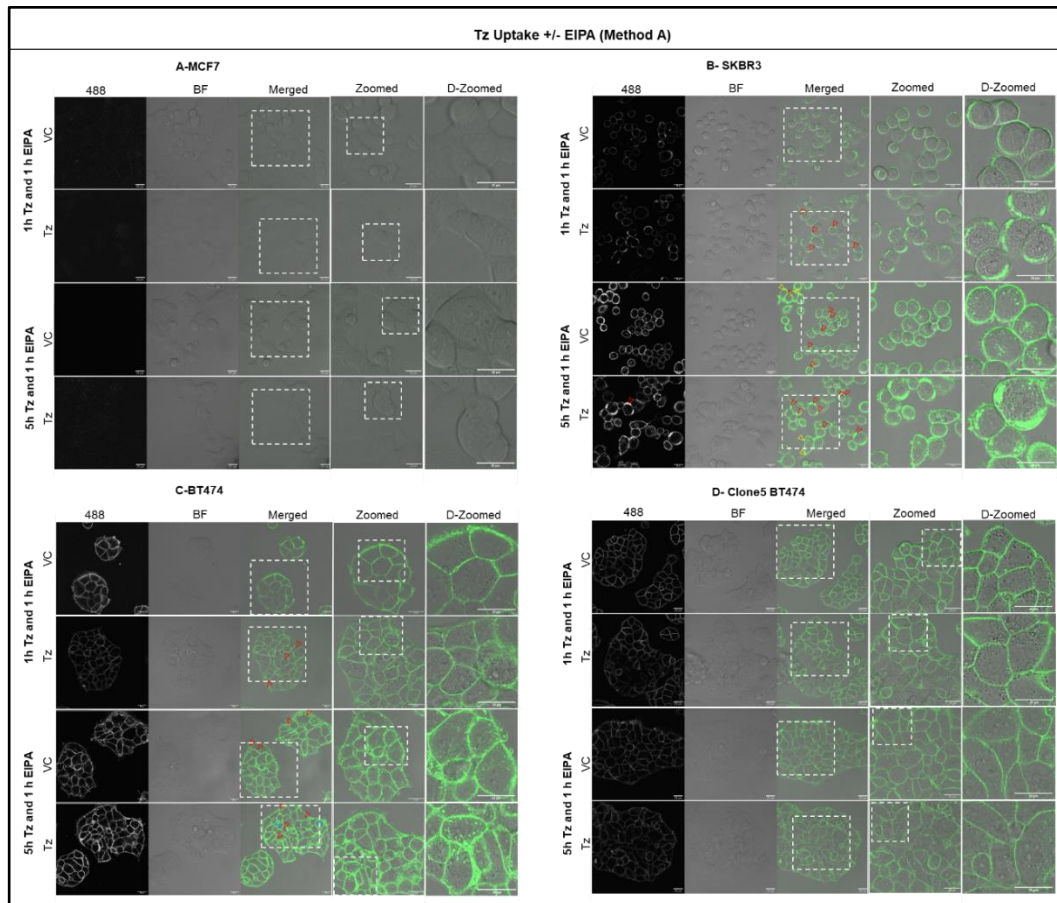 Tz Uptake +/- EIPA (Method A)
A-MCF7
488 BF Merged Zoomed D-Zoomed
1h Tz and 1 h EIPA
VC
Tz
5h Tz and 1 h EIPA
VC
Tz
B- SKBR3
488 BF Merged Zoomed D-Zoomed
1h Tz and 1 h EIPA
VC
Tz
5h Tz and 1 h EIPA
VC
Tz
C-BT474
488 BF Merged Zoomed D-Zoomed
1h Tz and 1 h EIPA
VC
Tz
5h Tz and 1 h EIPA
VC
Tz
D- Clone5 BT474
488 BF Merged Zoomed D-Zoomed
1h Tz and 1 h EIPA
VC
Tz
5h Tz and 1 h EIPA
VC
Tz